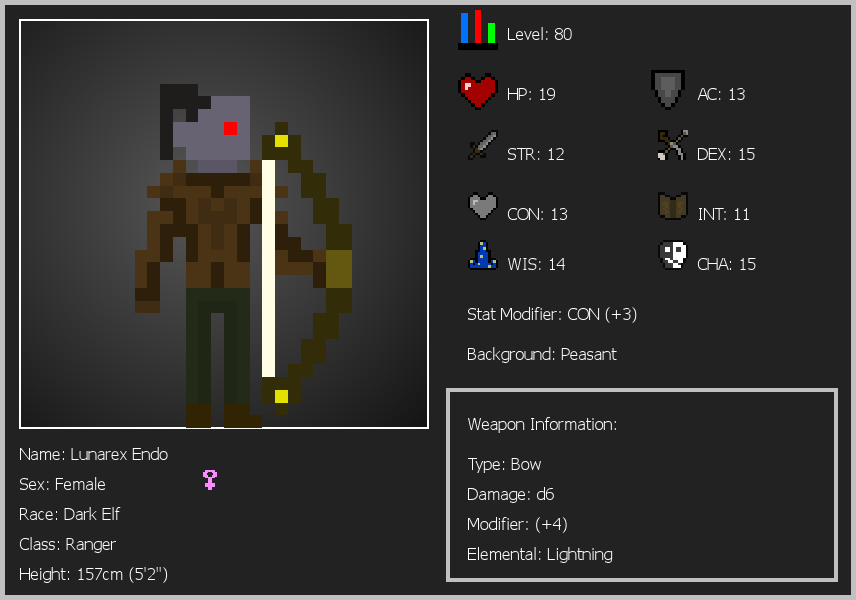 Level: 80
HP: 19
AC: 13
STR: 12
DEX: 15
CON: 13
INT: 11
WIS: 14
CHA: 15
Stat Modifier: CON (+3)
Background: Peasant
Weapon Information:
Type: Bow
Damage: d6
Modifier: (+4)
Elemental: Lightning
Name: Lunarex Endo
Sex: Female
Race: Dark Elf
Class: Ranger
Height: 157cm (5'2")